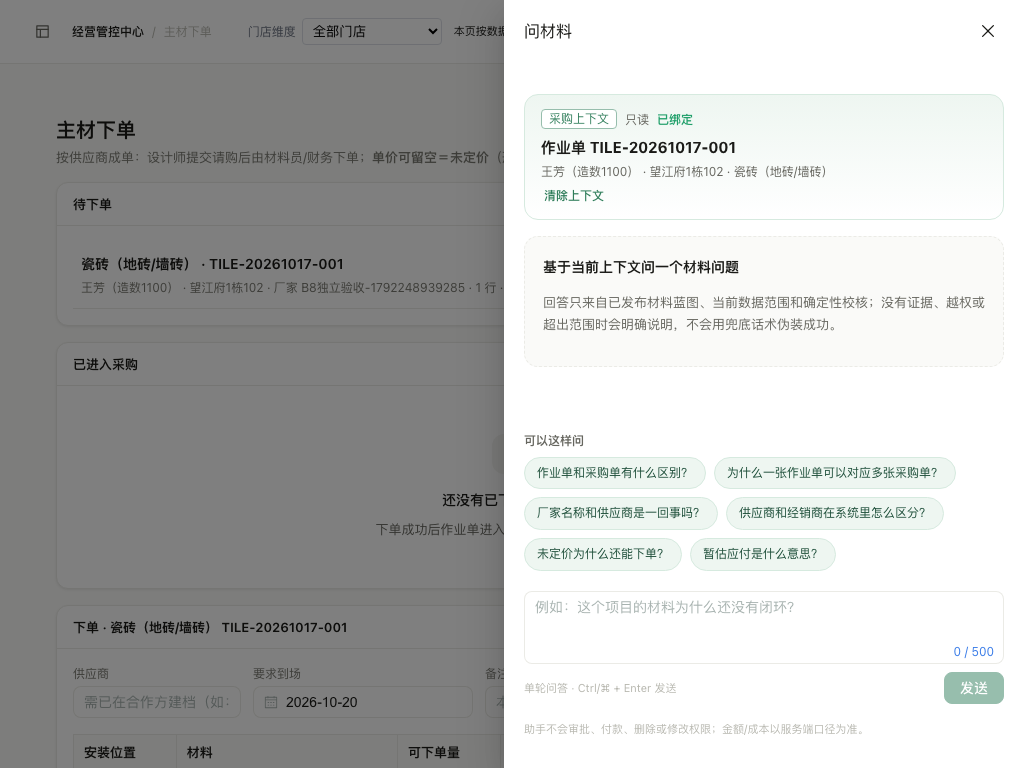 经营管控中心 / 主材下单
门店维度 全部门店 本页按数据
主材下单
按供应商成单：设计师提交请购后由材料员/财务下单；单价可留空＝未定价
待下单
瓷砖（地砖/墙砖） · TILE-20261017-001
王芳（造数1100） · 望江府1栋102 · 厂家 B8独立验收-1792248939285 · 1 行 ·
已进入采购
还没有已下
下单成功后作业单进入
下单 · 瓷砖（地砖/墙砖） TILE-20261017-001
供应商 要求到场 备注
需已在合作方建档（如： 2026-10-20
安装位置 材料 可下单量
问材料
采购上下文 只读 已绑定
作业单 TILE-20261017-001
王芳（造数1100） · 望江府1栋102 · 瓷砖（地砖/墙砖）
清除上下文
基于当前上下文问一个材料问题
回答只来自已发布材料蓝图、当前数据范围和确定性校核；没有证据、越权或
超出范围时会明确说明，不会用兜底话术伪装成功。
可以这样问
作业单和采购单有什么区别？ 为什么一张作业单可以对应多张采购单？
厂家名称和供应商是一回事吗？ 供应商和经销商在系统里怎么区分？
未定价为什么还能下单？ 暂估应付是什么意思？
例如：这个项目的材料为什么还没有闭环？
0 / 500
单轮问答 · Ctrl/⌘ + Enter 发送 发送
助手不会审批、付款、删除或修改权限；金额/成本以服务端口径为准。